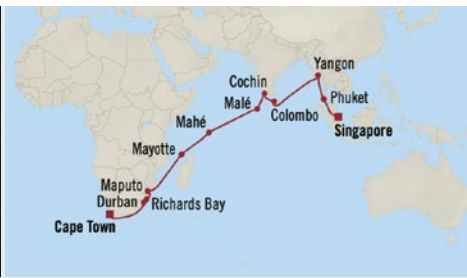 Yangon
Cochin
Phuket
Malé
Colombo
Mahé
Singapore
Mayotte
Maputo
Durban
Richards Bay
Cape Town